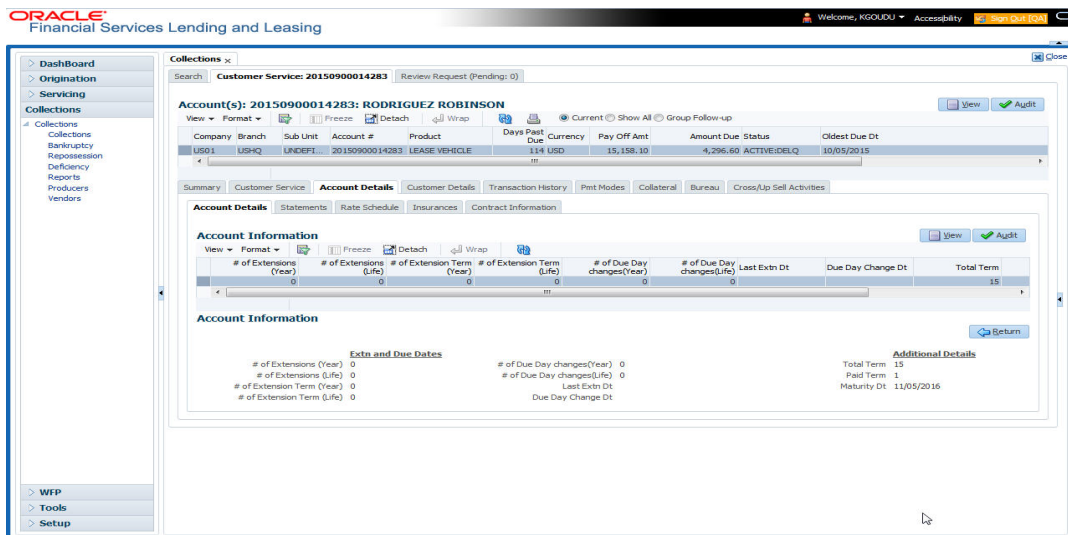 ORACLE
Financial Services Lending and Leasing
Welcome, KGOUDU Accessibility Sign Out [QA]
Close
DashBoard
Origination
Servicing
Collections
Collections
Collections
Bankruptcy
Repossession
Deficiency
Reports
Producers
Vendors
WFP
Tools
Setup
Collections x
Search Customer Service: 20150900014283 Review Request (Pending: 0)
Account(s): 20150900014283: RODRIGUEZ ROBINSON
View Audit
View Format Freeze Detach Wrap Current Show All Group Follow-up
Company Branch Sub Unit Account # Product Days Past Due Currency Pay Off Amt Amount Due Status Oldest Due Dt
US01 USHQ UNDEFI... 20150900014283 LEASE VEHICLE 114 USD 15,158.10 4,296.60 ACTIVE:DELQ 10/05/2015
Summary Customer Service Account Details Customer Details Transaction History Pmt Modes Collateral Bureau Cross/Up Sell Activities
Account Details Statements Rate Schedule Insurances Contract Information
Account Information
View Audit
View Format Freeze Detach Wrap
# of Extensions (Year) # of Extensions (Life) # of Extension Term (Year) # of Extension Term (Life) # of Due Day changes(Year) # of Due Day changes(Life) Last Extn Dt Due Day Change Dt Total Term
0 0 0 0 0 0 15
Account Information
Return
Extn and Due Dates Additional Details
# of Extensions (Year) 0 # of Due Day changes(Year) 0 Total Term 15
# of Extensions (Life) 0 # of Due Day changes(Life) 0 Paid Term 1
# of Extension Term (Year) 0 Last Extn Dt Maturity Dt 11/05/2016
# of Extension Term (Life) 0 Due Day Change Dt